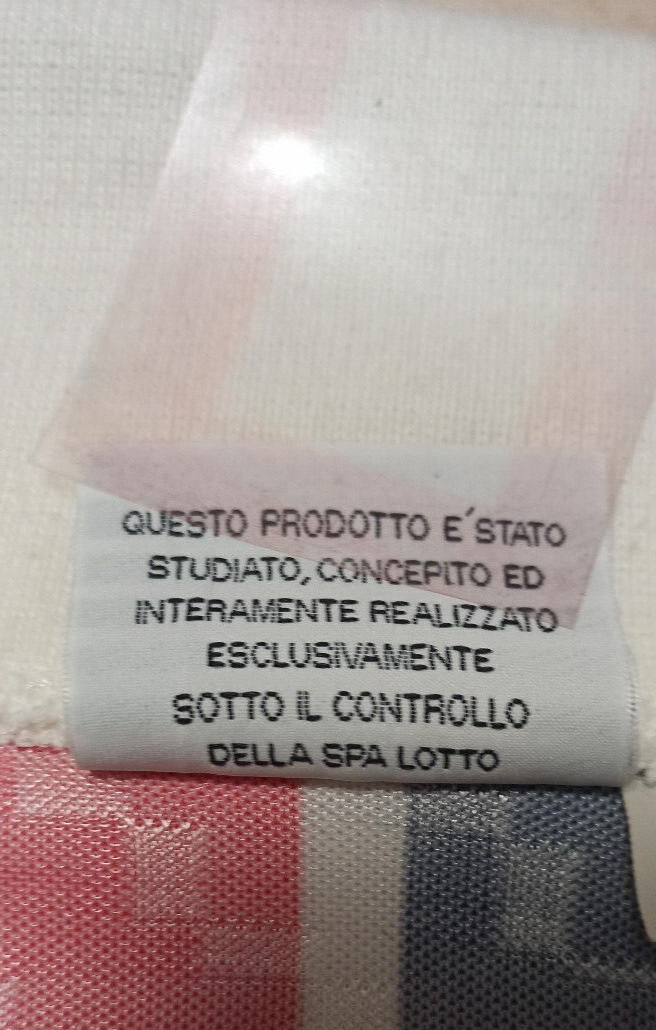 QUESTO PRODOTTO E´STATO
STUDIATO, CONCEPITO ED
INTERAMENTE REALIZZATO
ESCLUSIVAMENTE
SOTTO IL CONTROLLO
DELLA SPA LOTTO